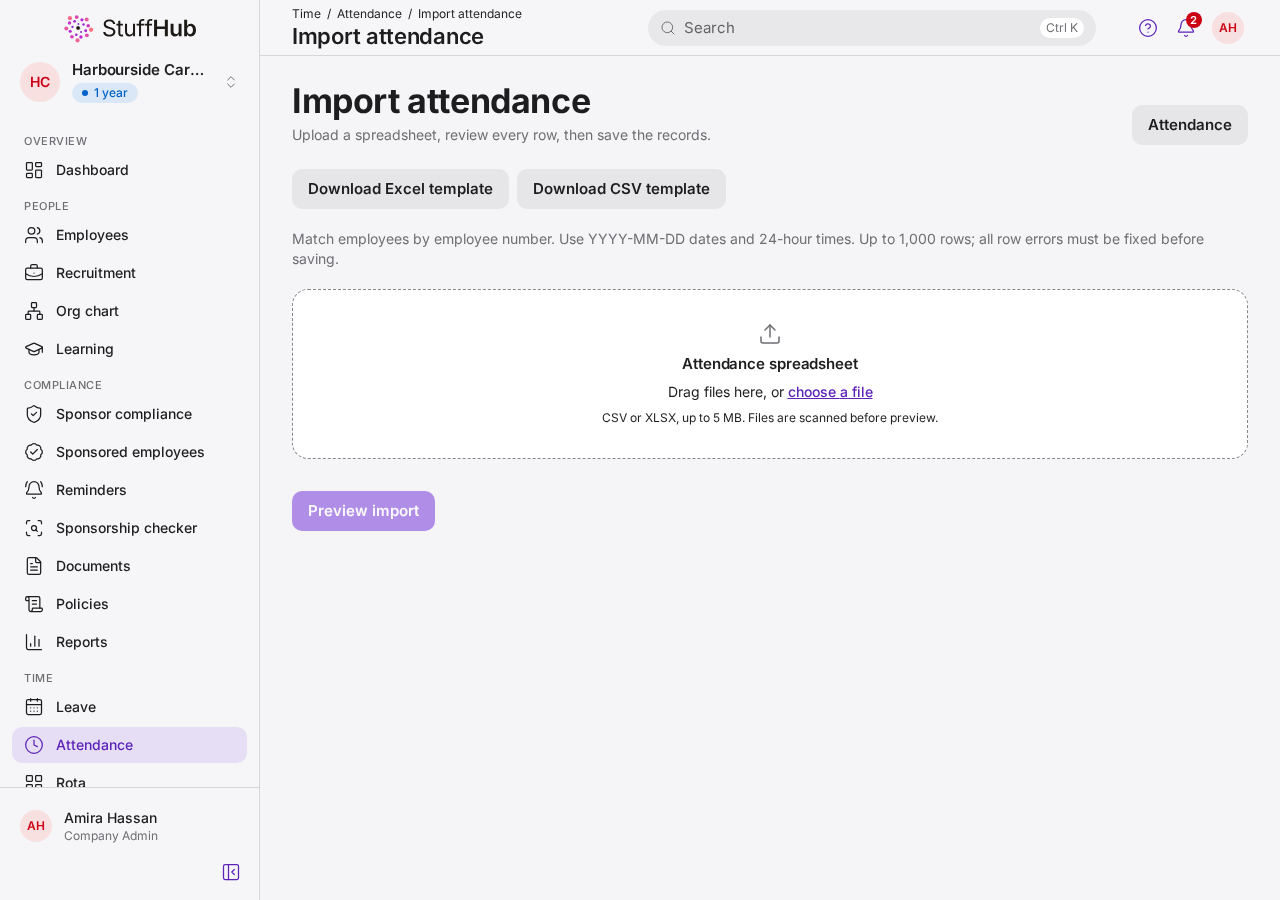 StuffHub
HC
Harbourside Car...
1 year
OVERVIEW
Dashboard
PEOPLE
Employees
Recruitment
Org chart
Learning
COMPLIANCE
Sponsor compliance
Sponsored employees
Reminders
Sponsorship checker
Documents
Policies
Reports
TIME
Leave
Attendance
Rota
AH
Amira Hassan
Company Admin
Time / Attendance / Import attendance
Import attendance
Search
Ctrl K
2
AH
Import attendance
Upload a spreadsheet, review every row, then save the records.
Attendance
Download Excel template
Download CSV template
Match employees by employee number. Use YYYY-MM-DD dates and 24-hour times. Up to 1,000 rows; all row errors must be fixed before
saving.
Attendance spreadsheet
Drag files here, or choose a file
CSV or XLSX, up to 5 MB. Files are scanned before preview.
Preview import